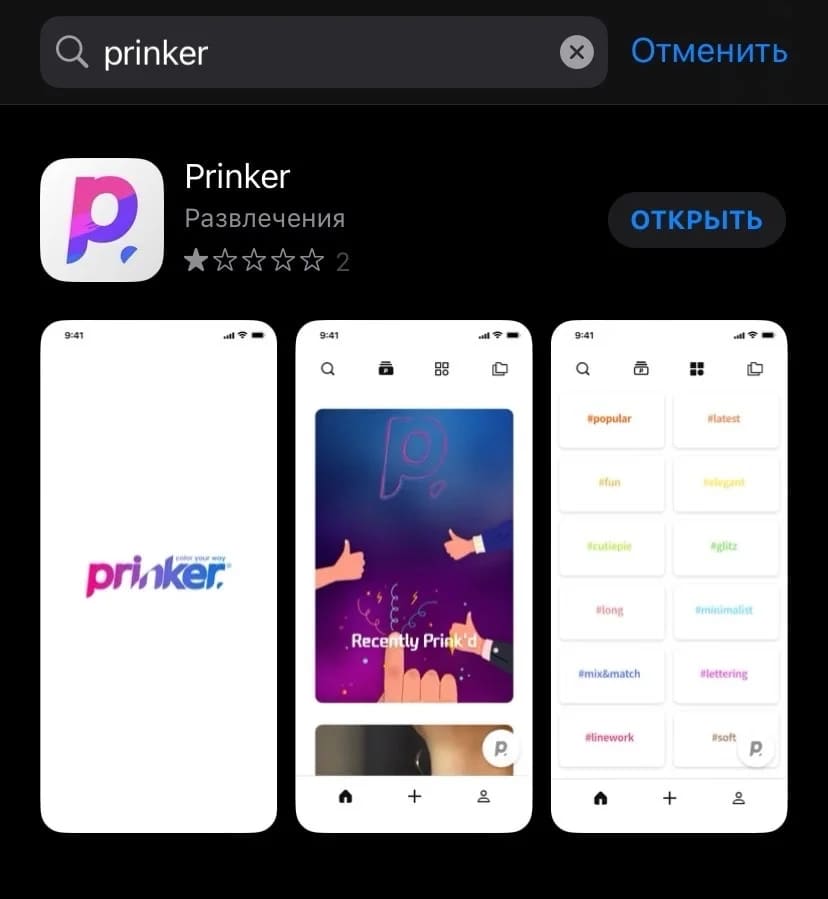 prinker
Отменить
Prinker
Развлечения
ОТКРЫТЬ
2
9:41
color your way
prinker.
9:41
Recently Prink'd
9:41
#popular
#latest
#fun
#elegant
#cutiepie
#glitz
#long
#minimalist
#mix&match
#lettering
#linework
#soft